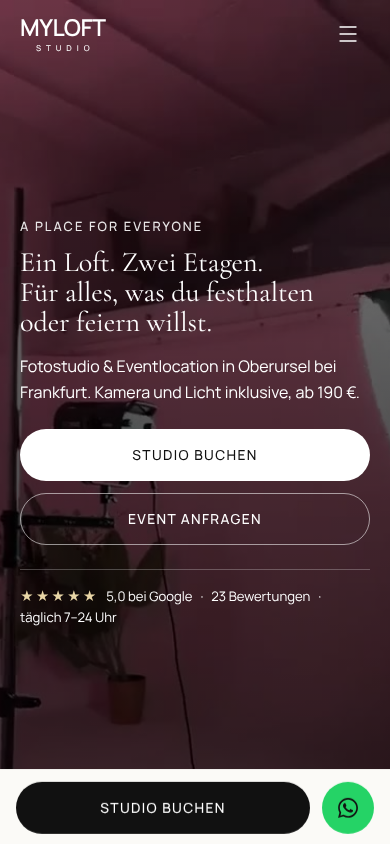 MYLOFT
STUDIO
A PLACE FOR EVERYONE
Ein Loft. Zwei Etagen.
Für alles, was du festhalten
oder feiern willst.
Fotostudio & Eventlocation in Oberursel bei
Frankfurt. Kamera und Licht inklusive, ab 190 €.
STUDIO BUCHEN
EVENT ANFRAGEN
★★★★★ 5,0 bei Google · 23 Bewertungen ·
täglich 7–24 Uhr
STUDIO BUCHEN